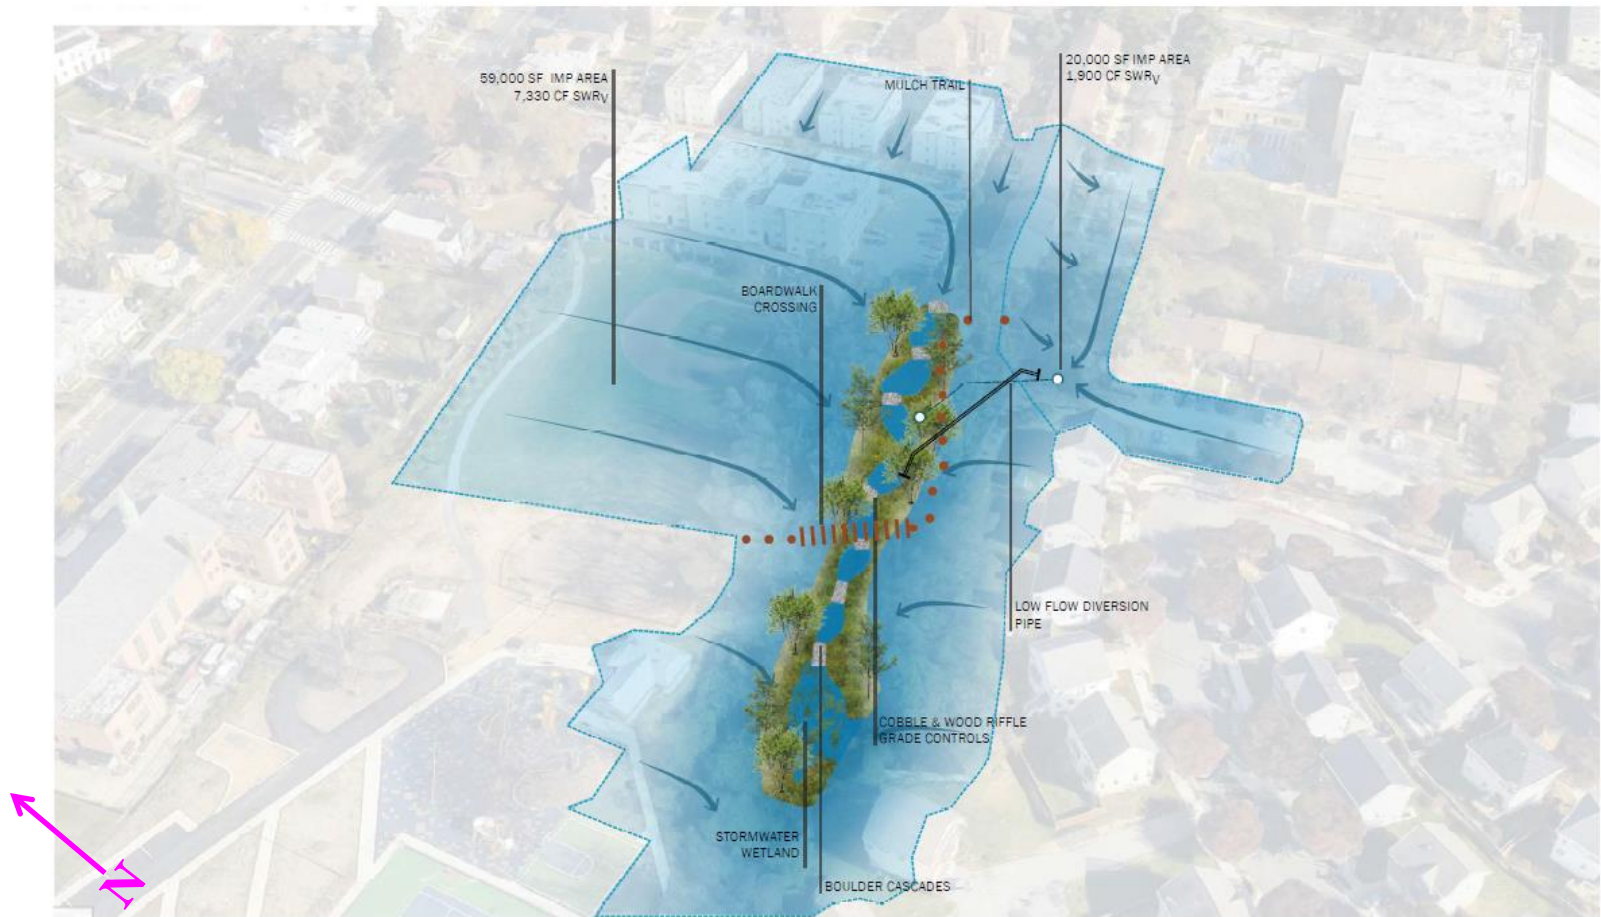 59,000 SF IMP AREA
7,330 CF SWRv
MULCH TRAIL
20,000 SF IMP AREA
1,900 CF SWRv
BOARDWALK
CROSSING
LOW FLOW DIVERSION
PIPE
COBBLE & WOOD RIFFLE
GRADE CONTROLS
STORMWATER
WETLAND
BOULDER CASCADES
N